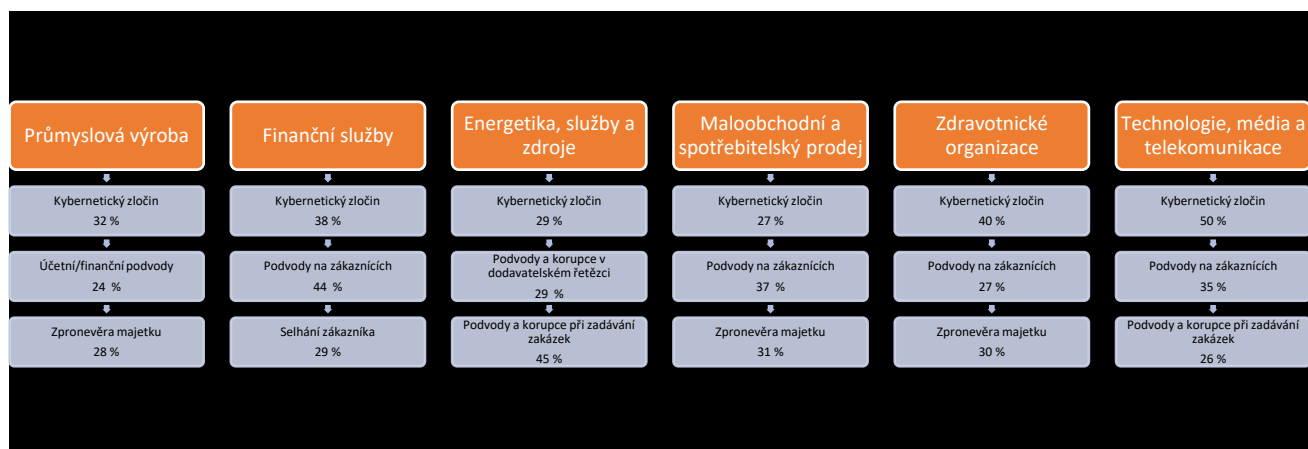 Průmyslová výroba
Kybernetický zločin
32 %
Účetní/finanční podvody
24 %
Zpronevěra majetku
28 %
Finanční služby
Kybernetický zločin
38 %
Podvody na zákaznících
44 %
Selhání zákazníka
29 %
Energetika, služby a
zdroje
Kybernetický zločin
29 %
Podvody a korupce v
dodavatelském řetězci
29 %
Podvody a korupce při zadávání
zakázek
45 %
Maloobchodní a
spotřebitelský prodej
Kybernetický zločin
27 %
Podvody na zákaznících
37 %
Zpronevěra majetku
31 %
Zdravotnické
organizace
Kybernetický zločin
40 %
Podvody na zákaznících
27 %
Zpronevěra majetku
30 %
Technologie, média a
telekomunikace
Kybernetický zločin
50 %
Podvody na zákaznících
35 %
Podvody a korupce při zadávání
zakázek
26 %